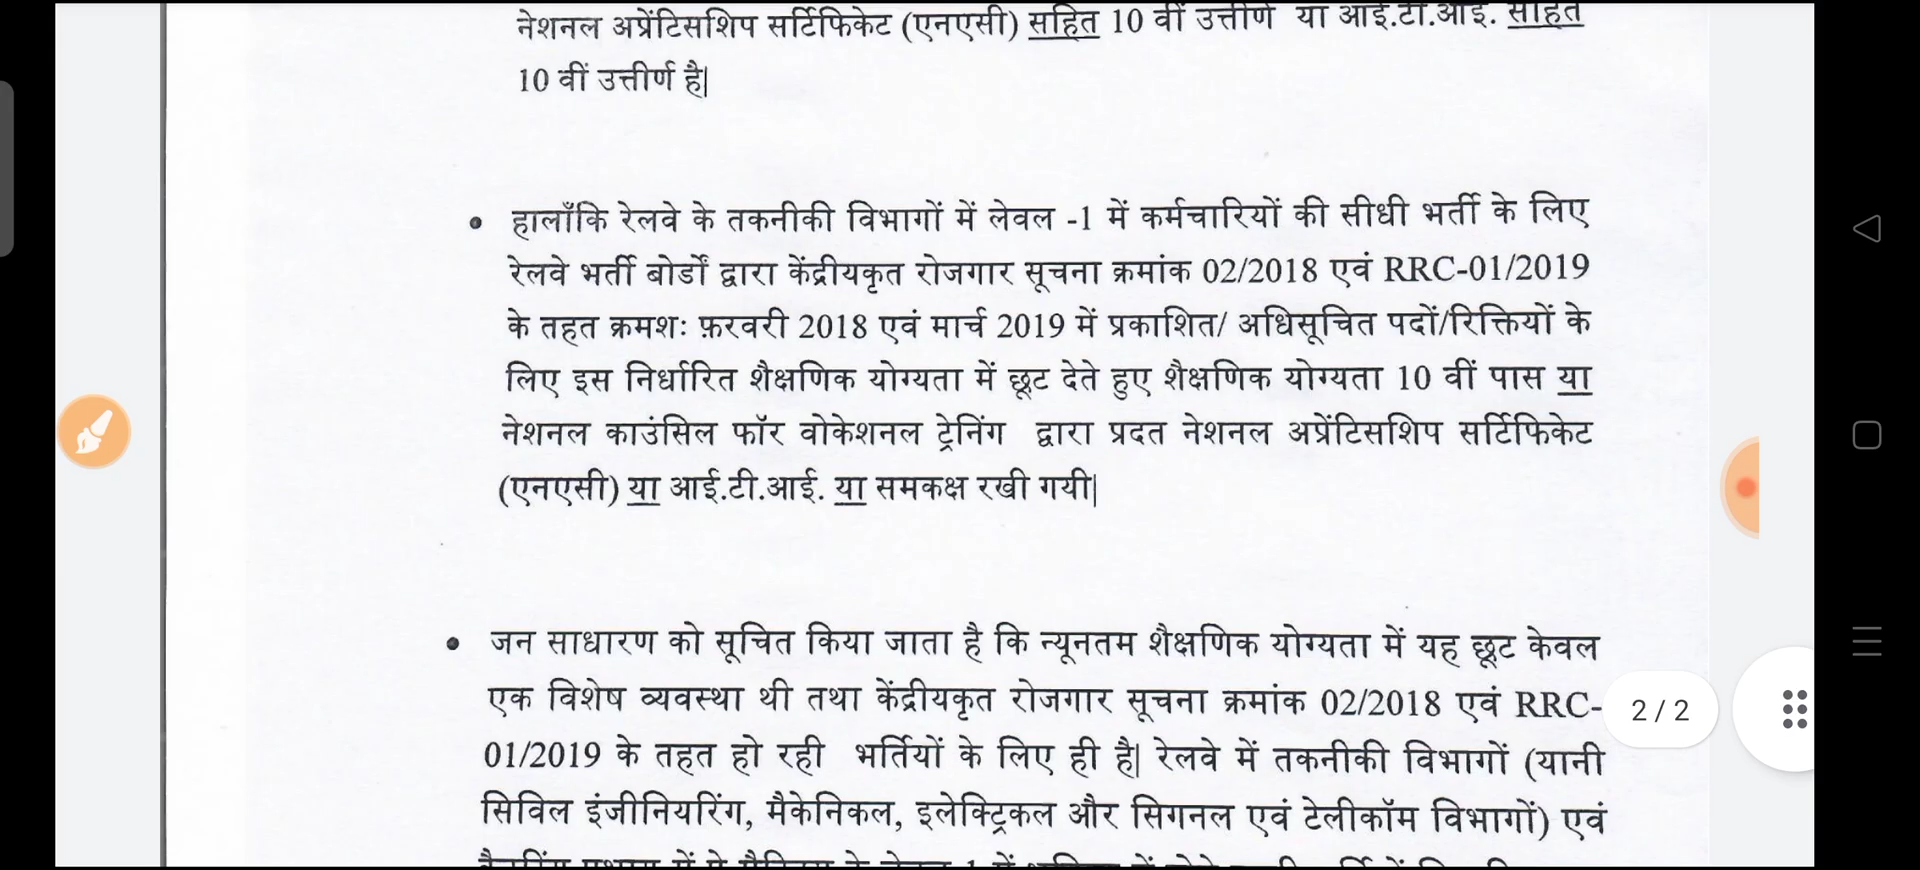 नेशनल अप्रेंटिसशिप सर्टिफिकेट (एनएसी) सहित 10 वीं उत्तीर्ण या आई.टी.आई. सहित
10 वीं उत्तीर्ण है|
• हालाँकि रेलवे के तकनीकी विभागों में लेवल -1 में कर्मचारियों की सीधी भर्ती के लिए
रेलवे भर्ती बोर्डों द्वारा केंद्रीयकृत रोजगार सूचना क्रमांक 02/2018 एवं RRC-01/2019
के तहत क्रमशः फ़रवरी 2018 एवं मार्च 2019 में प्रकाशित/ अधिसूचित पदों/रिक्तियों के
लिए इस निर्धारित शैक्षणिक योग्यता में छूट देते हुए शैक्षणिक योग्यता 10 वीं पास या
नेशनल काउंसिल फॉर वोकेशनल ट्रेनिंग द्वारा प्रदत नेशनल अप्रेंटिसशिप सर्टिफिकेट
(एनएसी) या आई.टी.आई. या समकक्ष रखी गयी|
• जन साधारण को सूचित किया जाता है कि न्यूनतम शैक्षणिक योग्यता में यह छूट केवल
एक विशेष व्यवस्था थी तथा केंद्रीयकृत रोजगार सूचना क्रमांक 02/2018 एवं RRC-
01/2019 के तहत हो रही भर्तियों के लिए ही है| रेलवे में तकनीकी विभागों (यानी
सिविल इंजीनियरिंग, मैकेनिकल, इलेक्ट्रिकल और सिगनल एवं टेलीकॉम विभागों) एवं
2 / 2